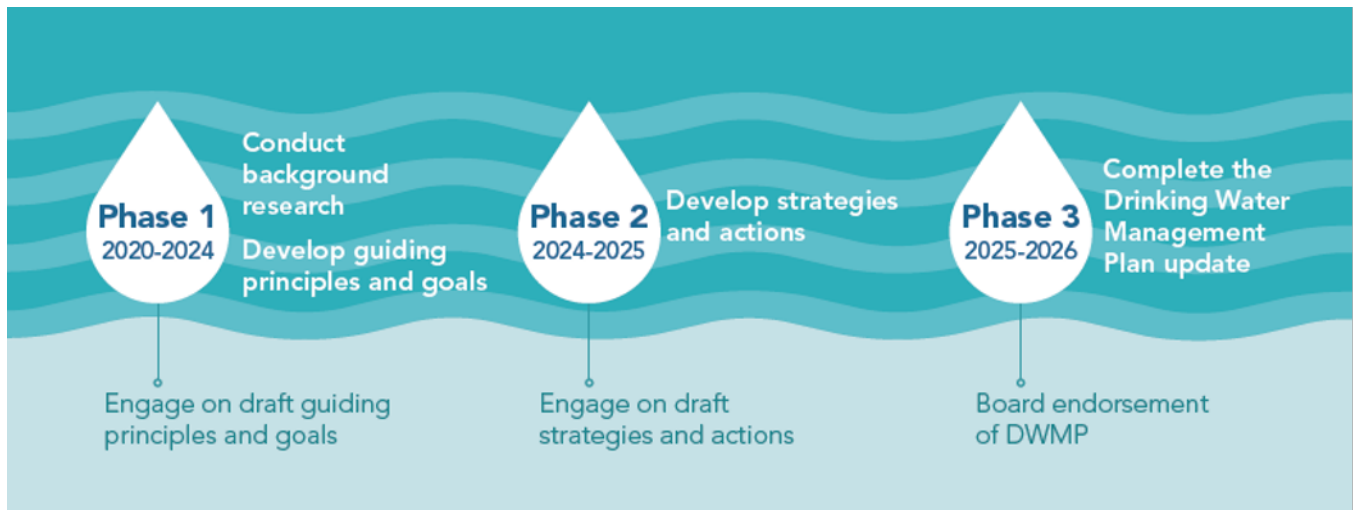 Phase 1
2020-2024
Conduct
background
research
Develop guiding
principles and goals
Engage on draft guiding
principles and goals
Phase 2
2024-2025
Develop strategies
and actions
Engage on draft
strategies and actions
Phase 3
2025-2026
Complete the
Drinking Water
Management
Plan update
Board endorsement
of DWMP